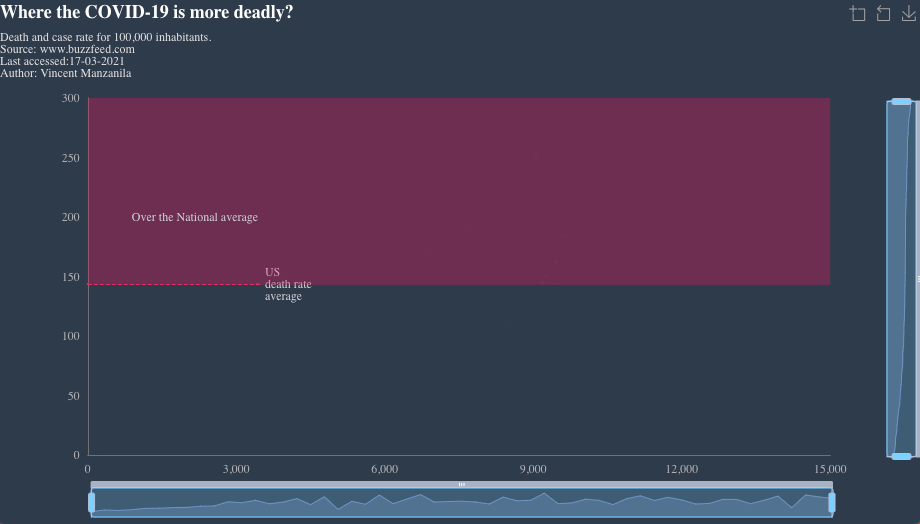 Where the COVID-19 is more deadly?
Death and case rate for 100,000 inhabitants.
Source: www.buzzfeed.com
Last accessed:17-03-2021
Author: Vincent Manzanila
300
250
200
150
100
50
0
Over the National average
US
death rate
average
0
3,000
6,000
9,000
12,000
15,000